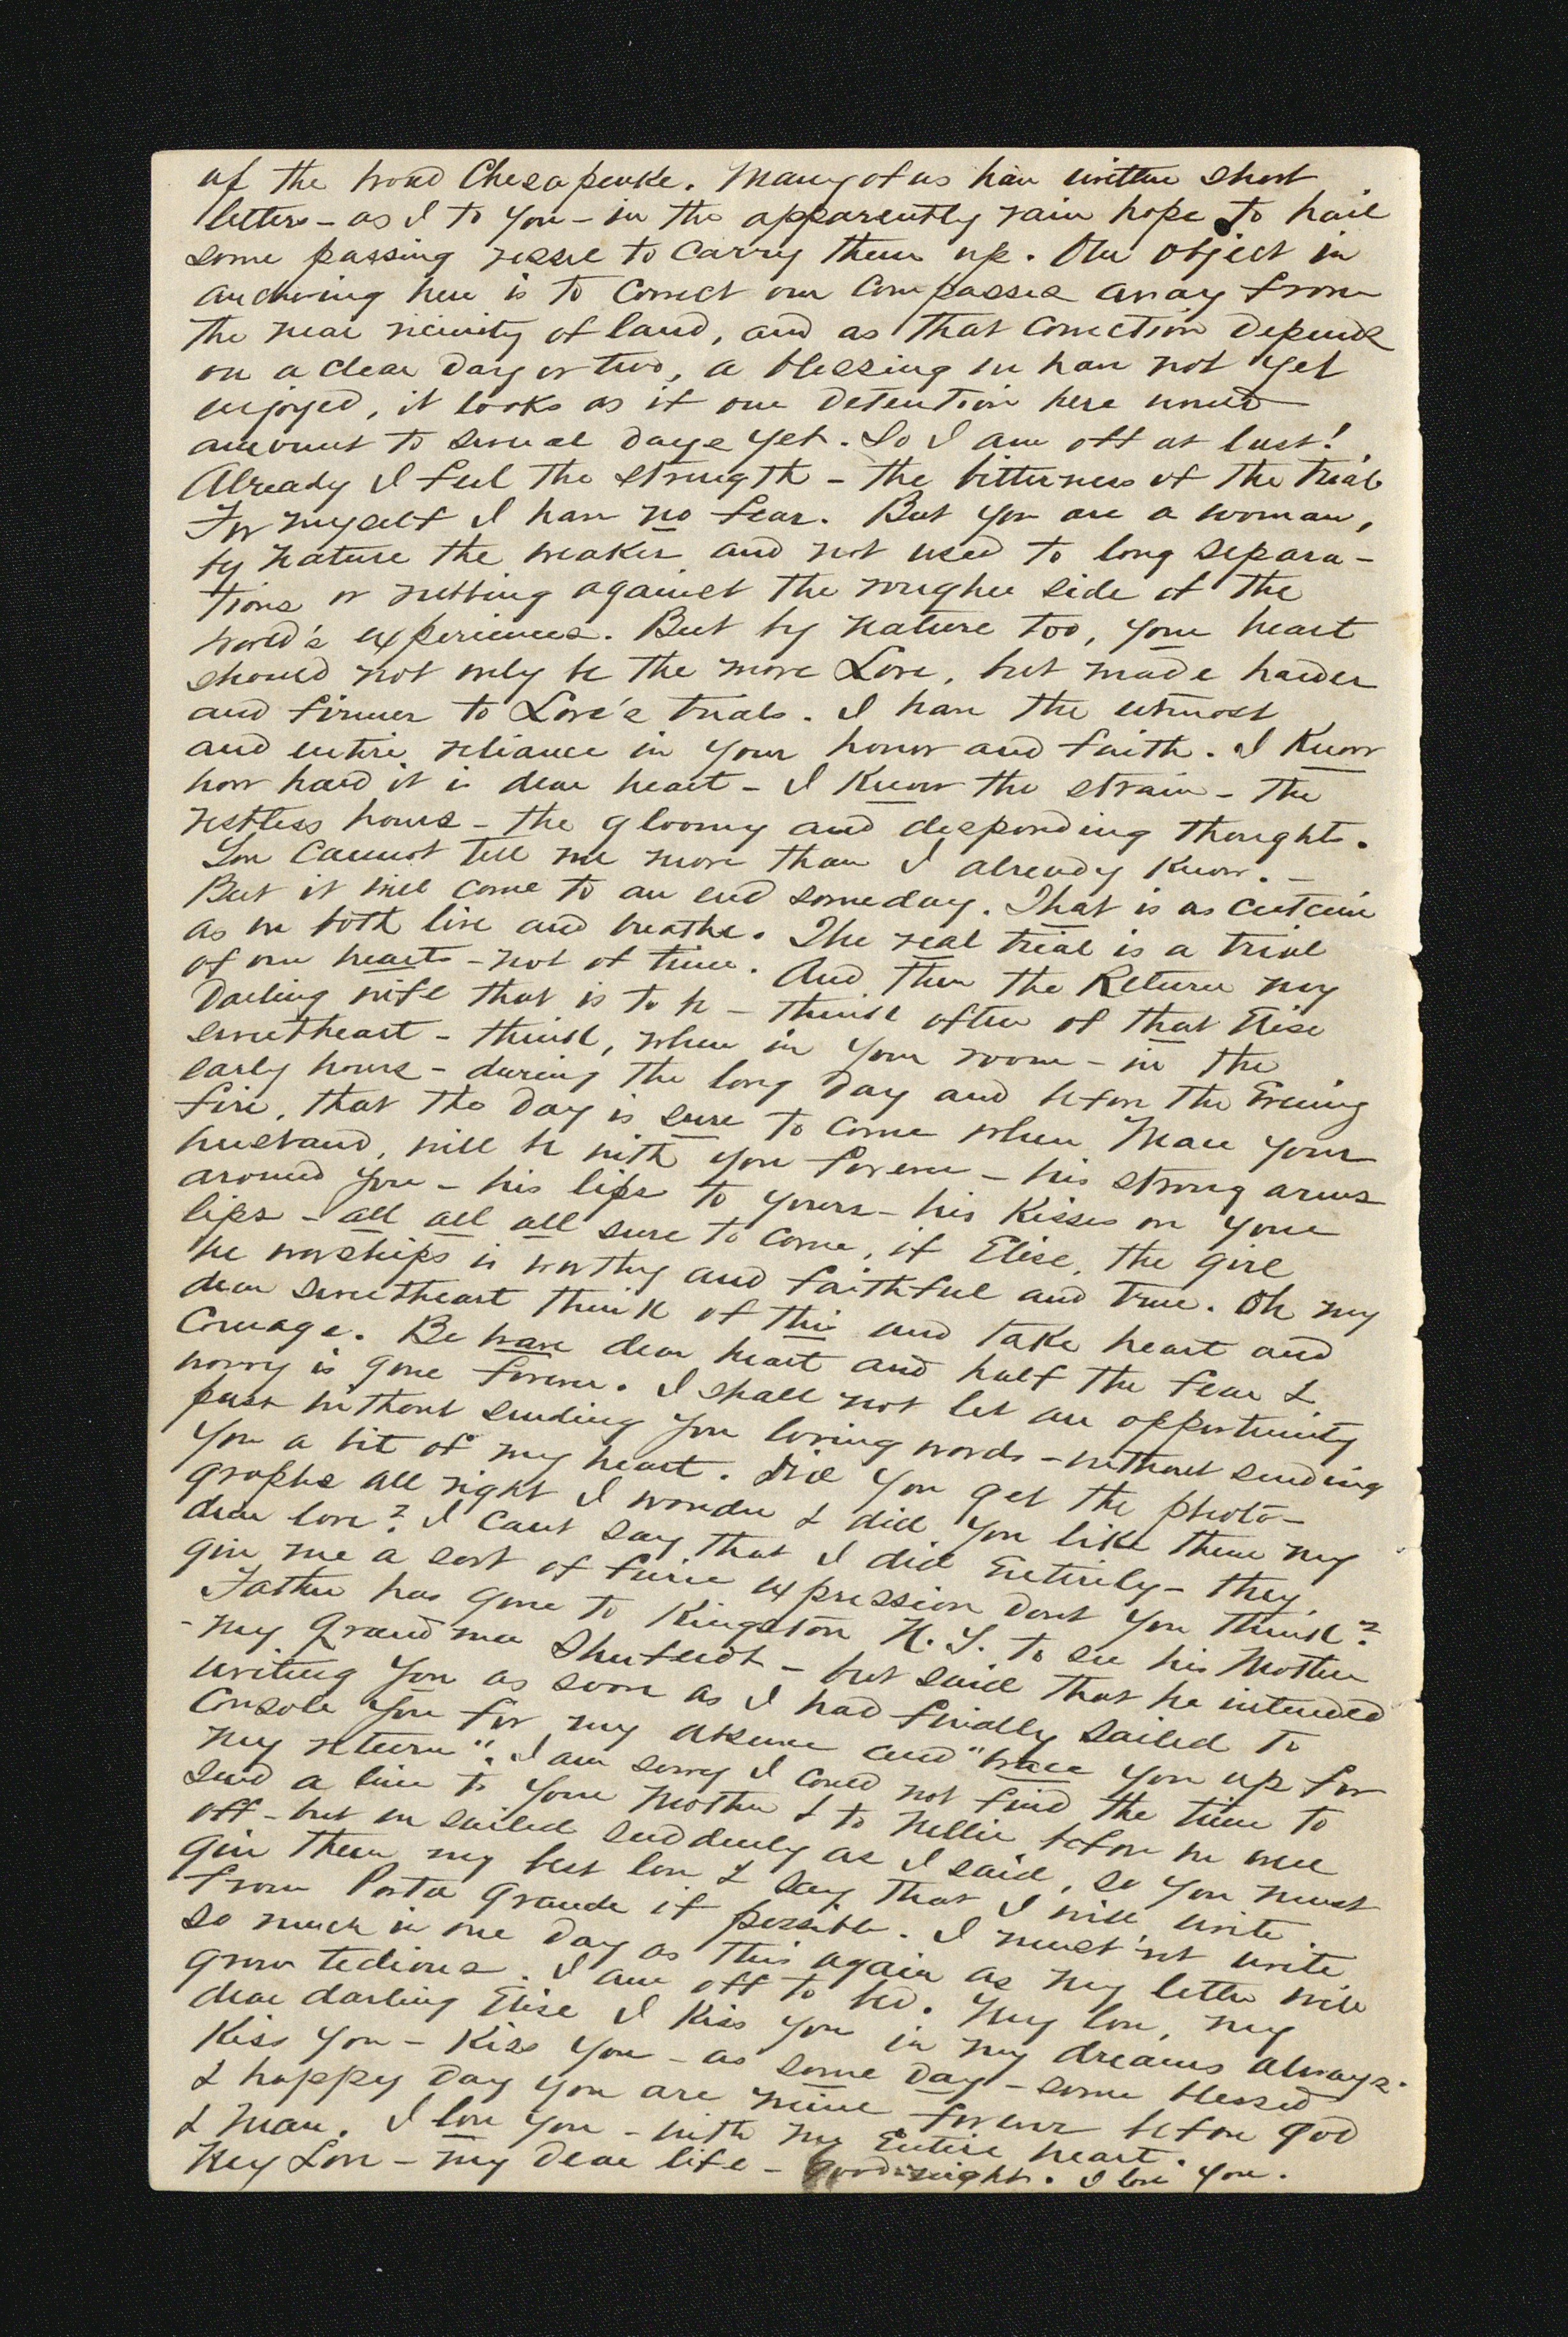 of the broad Chesapeake. Many of us have written short
letters - as I to you - in the apparently vain hope to hail
some passing vessel to carry them up. Our object in
anchoring here is to correct our compasses away from
the near vicinity of land, and as that correction depends
on a clear day or two, a blessing we have not yet
enjoyed, it looks as if our detention here would
amount to several days yet. So I am off at last!
Already I feel the strength - the bitterness of the trial.
For myself I have no fear. But you are a woman,
by nature the weaker and not used to long separa-
tions or rubbing against the rougher side of the
world's experiences. But by nature too, your heart
should not only be the more Love, but made harder
and firmer to Love's trials. I have the utmost
and entire reliance in your honor and faith. I Know
how hard it is dear heart - I Know the strain - the
restless hours - the gloomy and desponding thoughts.
You cannot tell me more than I already know. -
But it will come to an end someday. That is as certain
as we both live and breathe. The real trial is a trial
of our hearts - not of time. And then the Return my
Darling wife that is to be - think often of that Elise
sweetheart - think, when in your room - in the
early hours - during the long day and before the Evening
fire, that the day is sure to come when Mase your
husband, will be with you forever - his strong arms
around you - his lips to yours - his Kisses on your
lips - all all all sure to come, if Elise, the girl
he worships is worthy and faithful and true. Oh my
dear sweetheart think of this and take heart and
Courage. Be brave dear heart and half the fear &
worry is gone forever. I shall not let an opportunity
pass without sending you loving words - without sending
you a bit of my heart. Did you get the photo-
graphs all right I wonder & did you like them my
dear love? I cant say that I did Entirely - they
give me a sort of expression dont you think?
Father has gone to Kingston N. Y. to see his Mother
- my Grandma Shufeldt - but said that he intended
writing you as soon as I had finally sailed to
Console you for my absence and "brace you up for
my return". I am sorry I could not find the time to
send a line to your Mother & to Nellie before we were
off - but we sailed suddenly as I said, so you must
give them my best love & say that I will write
from Porto Grande if possible. I must'nt write
so much in one day as this again as my letter will
grow tedious. I am off to bed. My love, my
dear darling Elise I Kiss you in my dreams always.
Kiss you - Kiss you - as some day - some blessed
& happy day you are mine forever before God
& man. I love you - with my Entire heart.
My Love - my dear life - Goodnight. I love you.